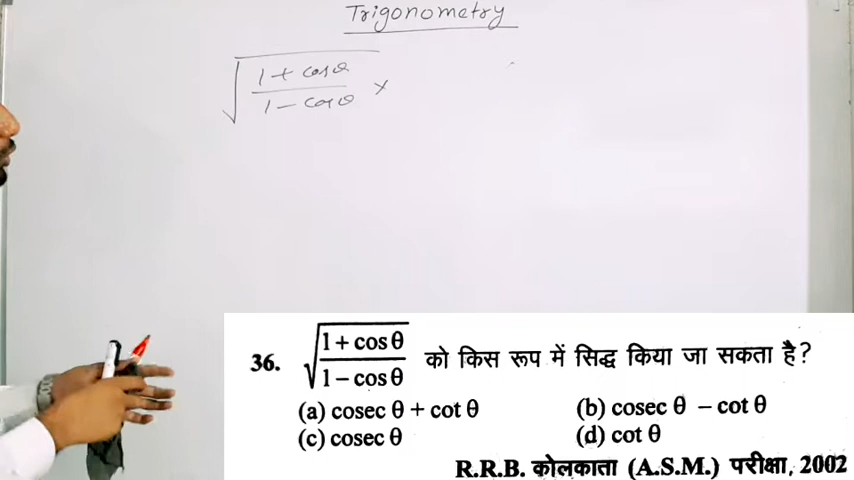 Trigonometry
√((1 + cosθ)/(1 − cosθ)) ×
36. √((1 + cos θ)/(1 − cos θ)) को किस रूप में सिद्ध किया जा सकता है?
(a) cosec θ + cot θ (b) cosec θ − cot θ
(c) cosec θ (d) cot θ
R.R.B. कोलकाता (A.S.M.) परीक्षा, 2002